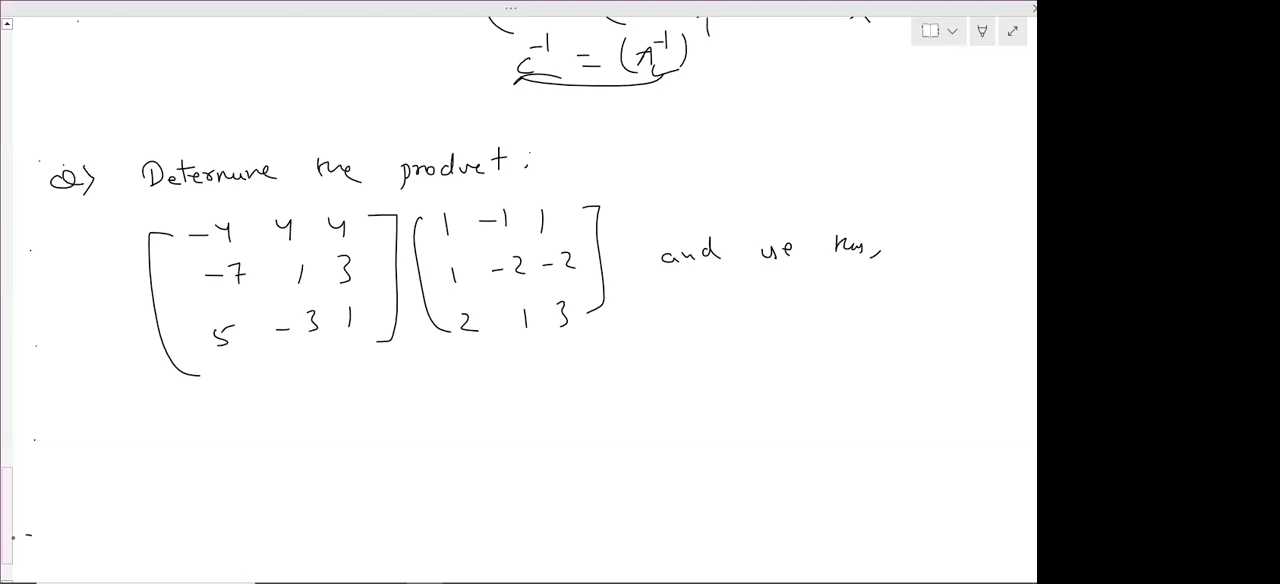 c⁻¹ = (A⁻¹)
Q) Determine the product:
[-4 4 4] [1 -1 1]
[-7 1 3] [1 -2 -2] and use this,
[5 -3 1] [2 1 3]